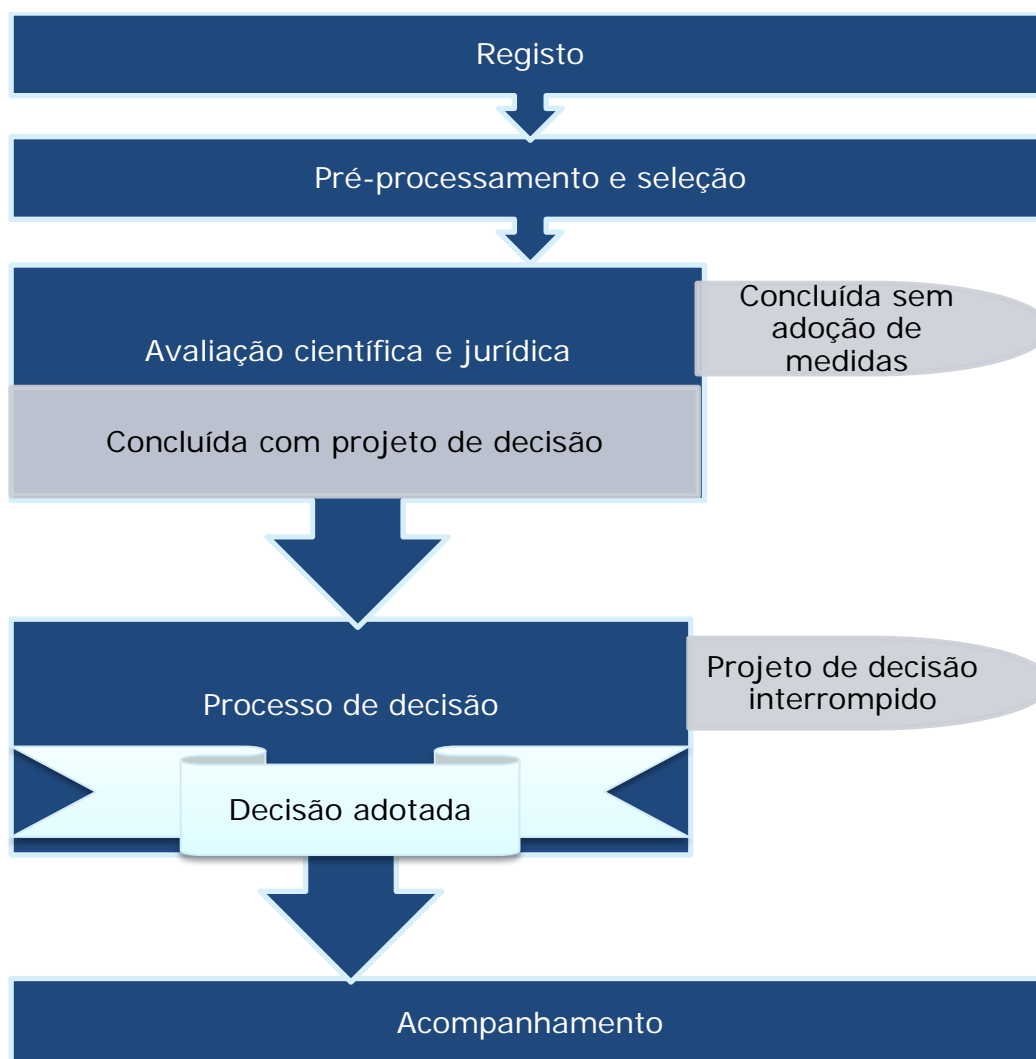 Registo
Pré-processamento e seleção
Concluída sem
adoção de
medidas
Avaliação científica e jurídica
Concluída com projeto de decisão
Projeto de decisão
interrompido
Processo de decisão
Decisão adotada
Acompanhamento